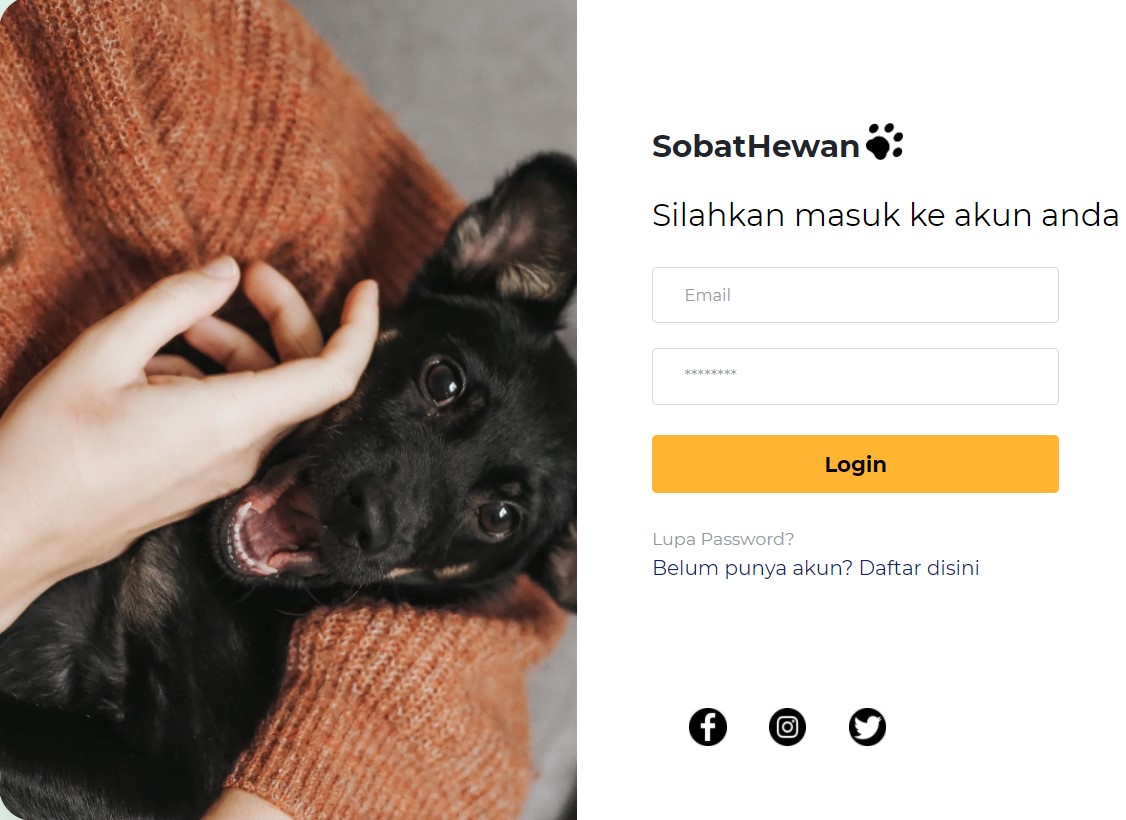 SobatHewan
Silahkan masuk ke akun anda
Email
********
Login
Lupa Password?
Belum punya akun? Daftar disini